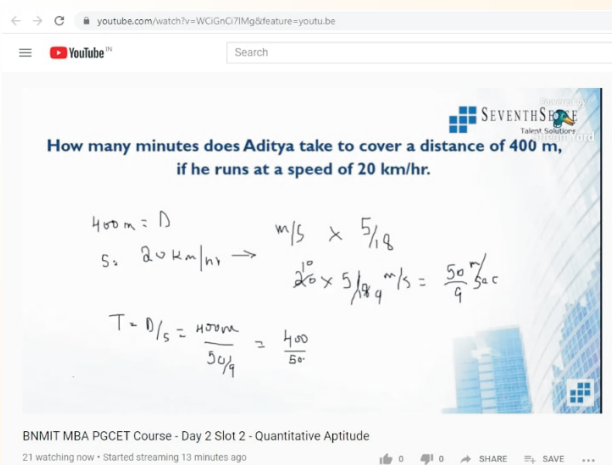 youtube.com/watch?v=WCiGnCi7IMg&feature=youtu.be
YouTube IN
Search
SEVENTHSENSE
Talent Solutions
How many minutes does Aditya take to cover a distance of 400 m,
if he runs at a speed of 20 km/hr.
400m = D
m/s × 5/18
S = 20 km/hr →
10
20 × 5/18 9 m/s = 50/9 m/sec
T = D/s = 400m / 50/9 = 400/50
BNMIT MBA PGCET Course - Day 2 Slot 2 - Quantitative Aptitude
21 watching now • Started streaming 13 minutes ago
0
0
SHARE
SAVE